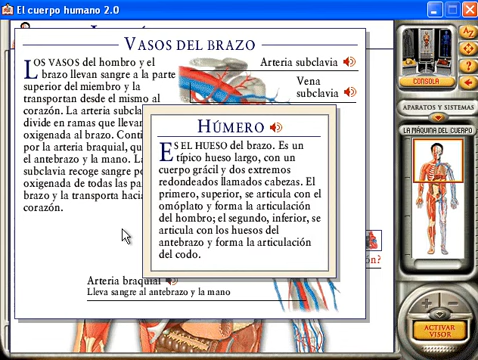 El cuerpo humano 2.0
VASOS DEL BRAZO
LOS VASOS del hombro y el
brazo llevan sangre a la parte
superior del miembro y la
transportan desde el mismo al
corazón. La arteria subcla
divide en ramas que lleva
oxigenada al brazo. Conti
por la arteria braquial, qu
el antebrazo y la mano. La
subclavia recoge sangre po
oxigenada de todas las pa
brazo y la transporta hacia
corazón.
Arteria subclavia
Vena
subclavia
HÚMERO
ES EL HUESO del brazo. Es un
típico hueso largo, con un
cuerpo grácil y dos extremos
redondeados llamados cabezas. El
primero, superior, se articula con el
omóplato y forma la articulación
del hombro; el segundo, inferior, se
articula con los huesos del
antebrazo y forma la articulación
del codo.
Arteria braquial
Lleva sangre al antebrazo y la mano
CONSOLA
A-Z
?
APARATOS Y SISTEMAS
LA MÁQUINA DEL CUERPO
ACTIVAR
VISOR